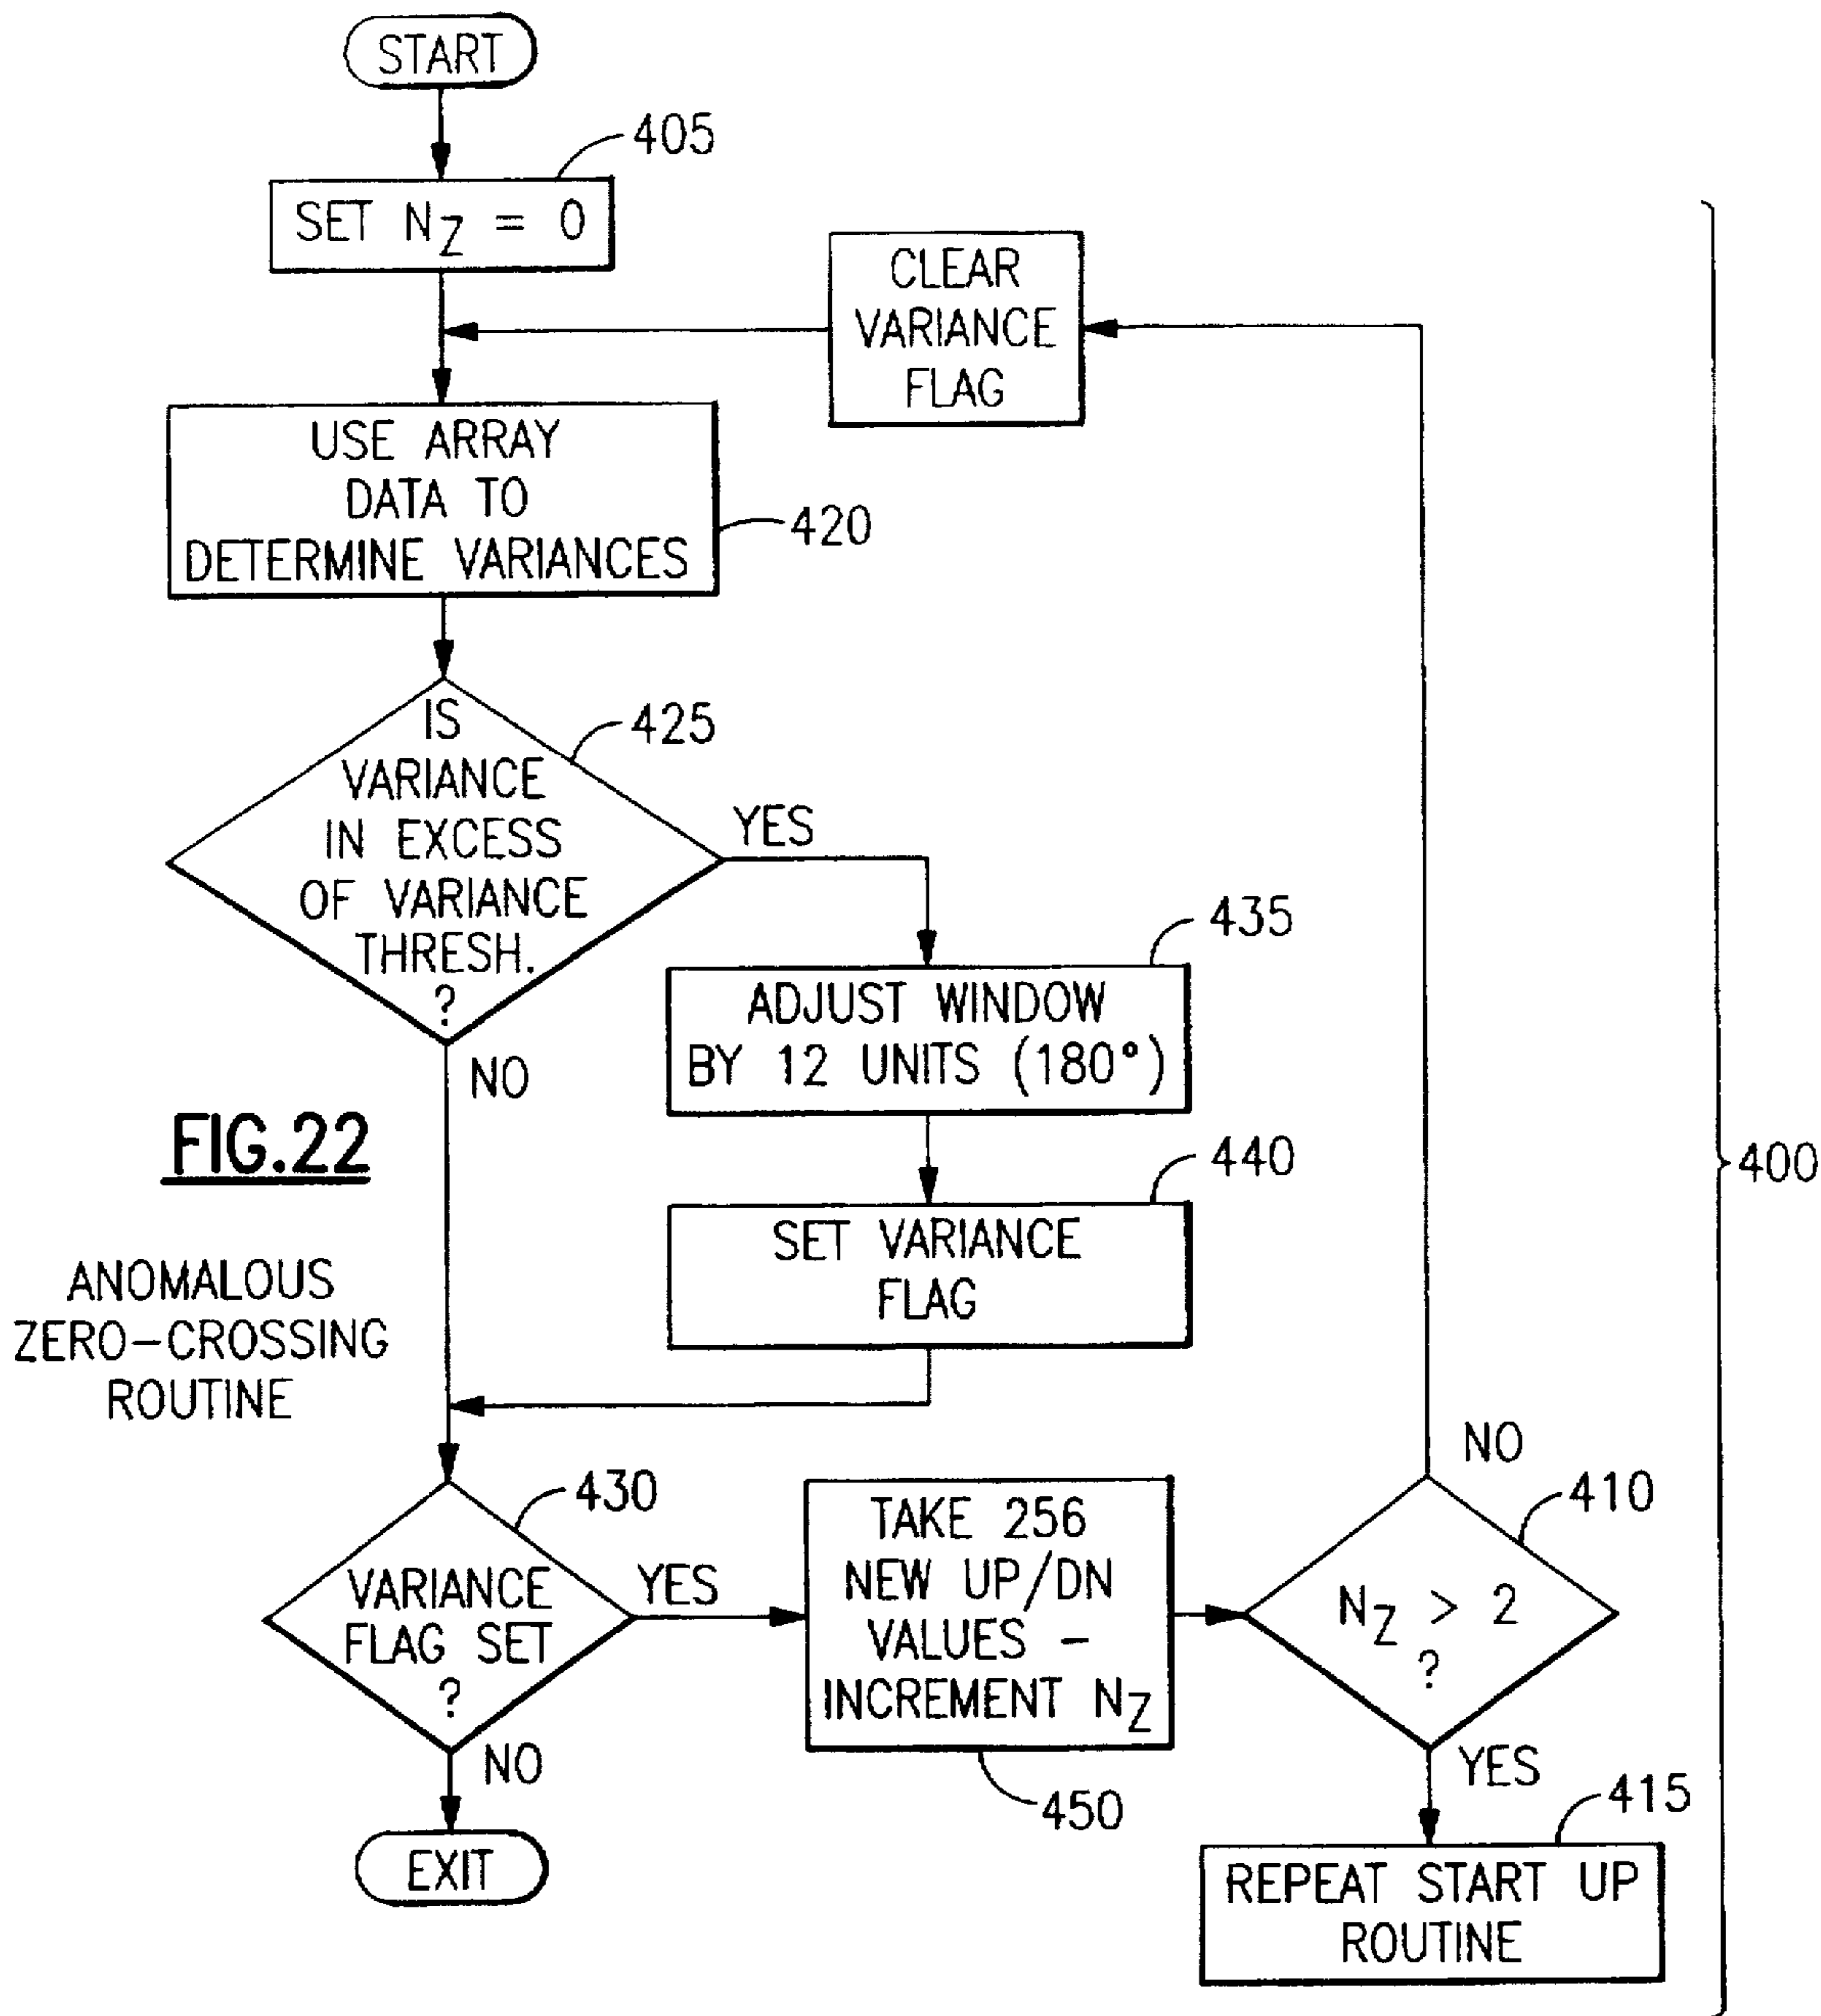 START
405
SET NZ = 0
CLEAR
VARIANCE
FLAG
USE ARRAY
DATA TO
DETERMINE VARIANCES
420
IS
VARIANCE
IN EXCESS
OF VARIANCE
THRESH.
?
425
YES
NO
435
ADJUST WINDOW
BY 12 UNITS (180°)
440
SET VARIANCE
FLAG
400
FIG.22
ANOMALOUS
ZERO-CROSSING
ROUTINE
430
VARIANCE
FLAG SET
?
YES
NO
EXIT
TAKE 256
NEW UP/DN
VALUES -
INCREMENT NZ
450
NO
410
NZ > 2
?
YES
415
REPEAT START UP
ROUTINE